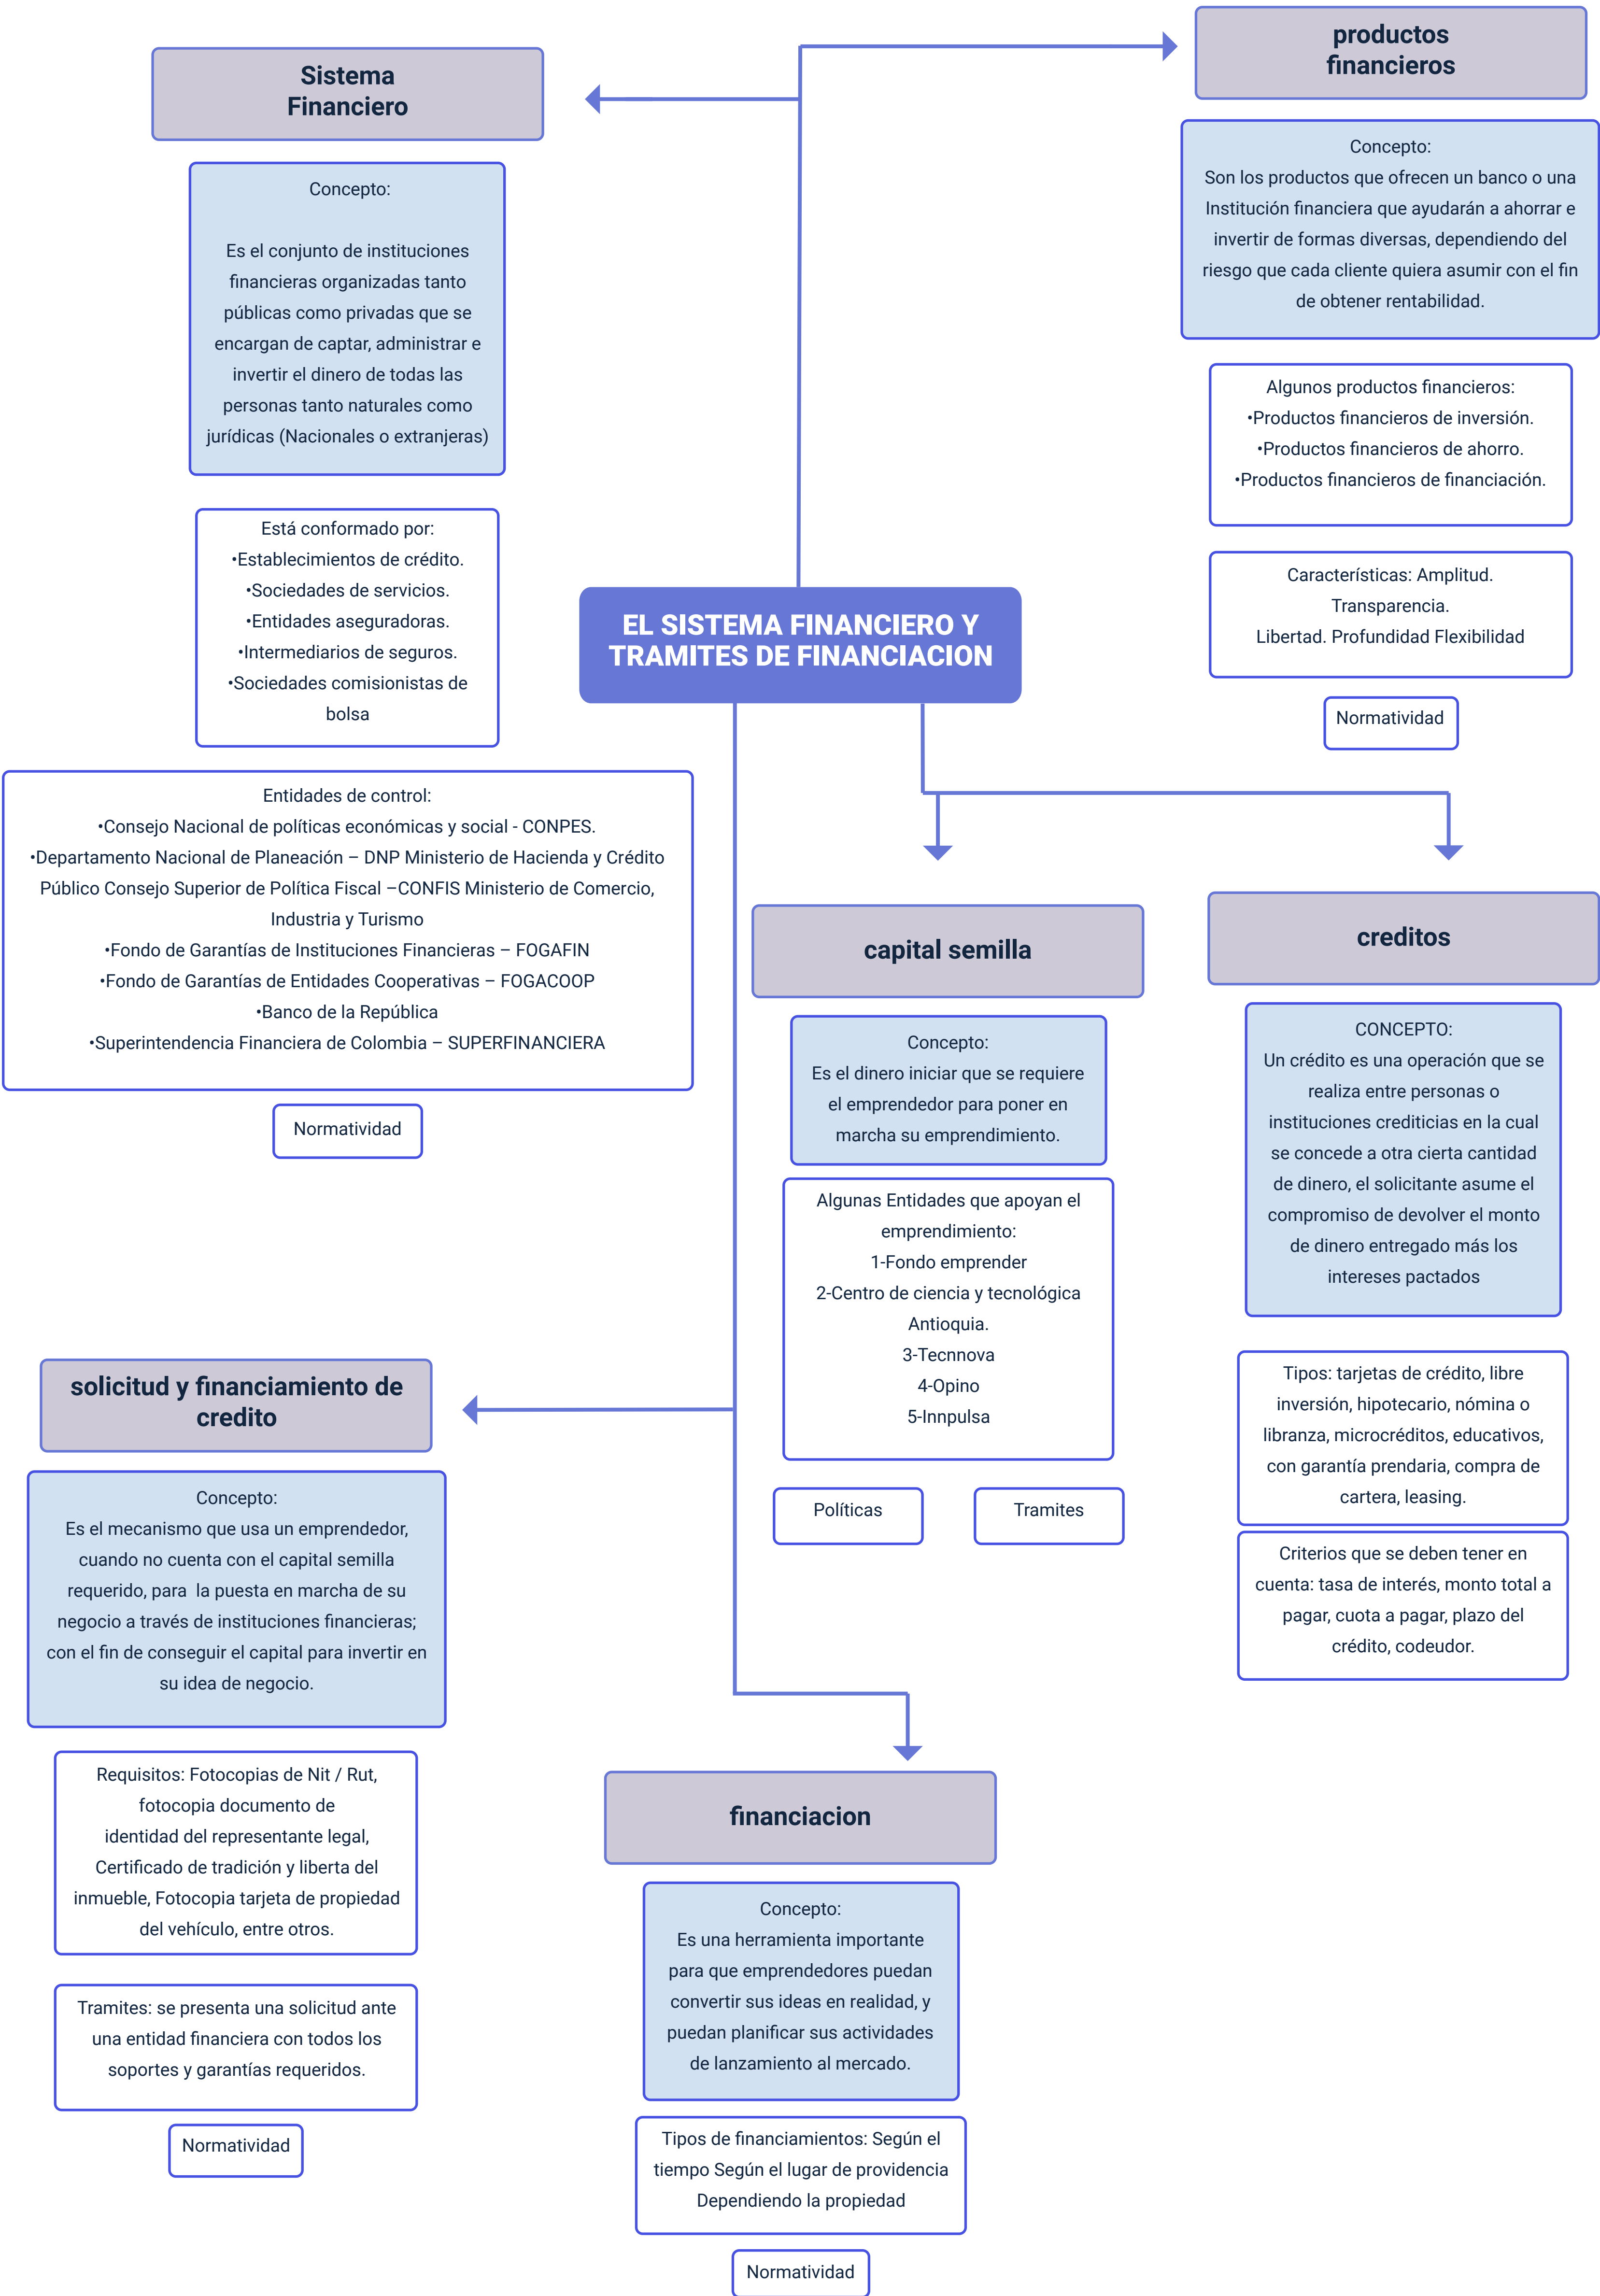 Sistema
Financiero
Concepto:
Es el conjunto de instituciones
financieras organizadas tanto
públicas como privadas que se
encargan de captar, administrar e
invertir el dinero de todas las
personas tanto naturales como
jurídicas (Nacionales o extranjeras)
Está conformado por:
•Establecimientos de crédito.
•Sociedades de servicios.
•Entidades aseguradoras.
•Intermediarios de seguros.
•Sociedades comisionistas de
bolsa
Entidades de control:
•Consejo Nacional de políticas económicas y social - CONPES.
•Departamento Nacional de Planeación – DNP Ministerio de Hacienda y Crédito
Público Consejo Superior de Política Fiscal –CONFIS Ministerio de Comercio,
Industria y Turismo
•Fondo de Garantías de Instituciones Financieras – FOGAFIN
•Fondo de Garantías de Entidades Cooperativas – FOGACOOP
•Banco de la República
•Superintendencia Financiera de Colombia – SUPERFINANCIERA
Normatividad
productos
financieros
Concepto:
Son los productos que ofrecen un banco o una
Institución financiera que ayudarán a ahorrar e
invertir de formas diversas, dependiendo del
riesgo que cada cliente quiera asumir con el fin
de obtener rentabilidad.
Algunos productos financieros:
•Productos financieros de inversión.
•Productos financieros de ahorro.
•Productos financieros de financiación.
Características: Amplitud.
Transparencia.
Libertad. Profundidad Flexibilidad
Normatividad
EL SISTEMA FINANCIERO Y
TRAMITES DE FINANCIACION
capital semilla
Concepto:
Es el dinero iniciar que se requiere
el emprendedor para poner en
marcha su emprendimiento.
Algunas Entidades que apoyan el
emprendimiento:
1-Fondo emprender
2-Centro de ciencia y tecnológica
Antioquia.
3-Tecnnova
4-Opino
5-Innpulsa
Políticas
Tramites
creditos
CONCEPTO:
Un crédito es una operación que se
realiza entre personas o
instituciones crediticias en la cual
se concede a otra cierta cantidad
de dinero, el solicitante asume el
compromiso de devolver el monto
de dinero entregado más los
intereses pactados
Tipos: tarjetas de crédito, libre
inversión, hipotecario, nómina o
libranza, microcréditos, educativos,
con garantía prendaria, compra de
cartera, leasing.
Criterios que se deben tener en
cuenta: tasa de interés, monto total a
pagar, cuota a pagar, plazo del
crédito, codeudor.
solicitud y financiamiento de
credito
Concepto:
Es el mecanismo que usa un emprendedor,
cuando no cuenta con el capital semilla
requerido, para  la puesta en marcha de su
negocio a través de instituciones financieras;
con el fin de conseguir el capital para invertir en
su idea de negocio.
Requisitos: Fotocopias de Nit / Rut,
fotocopia documento de
identidad del representante legal,
Certificado de tradición y liberta del
inmueble, Fotocopia tarjeta de propiedad
del vehículo, entre otros.
Tramites: se presenta una solicitud ante
una entidad financiera con todos los
soportes y garantías requeridos.
Normatividad
financiacion
Concepto:
Es una herramienta importante
para que emprendedores puedan
convertir sus ideas en realidad, y
puedan planificar sus actividades
de lanzamiento al mercado.
Tipos de financiamientos: Según el
tiempo Según el lugar de providencia
Dependiendo la propiedad
Normatividad